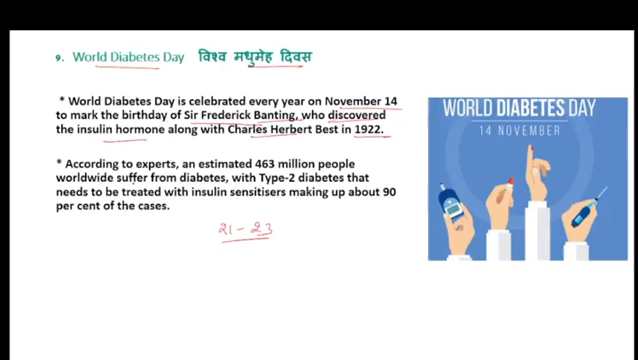 9. World Diabetes Day विश्व मधुमेह दिवस
* World Diabetes Day is celebrated every year on November 14
to mark the birthday of Sir Frederick Banting, who discovered
the insulin hormone along with Charles Herbert Best in 1922.
* According to experts, an estimated 463 million people
worldwide suffer from diabetes, with Type-2 diabetes that
needs to be treated with insulin sensitisers making up about 90
per cent of the cases.
21-23
WORLD DIABETES DAY
14 NOVEMBER